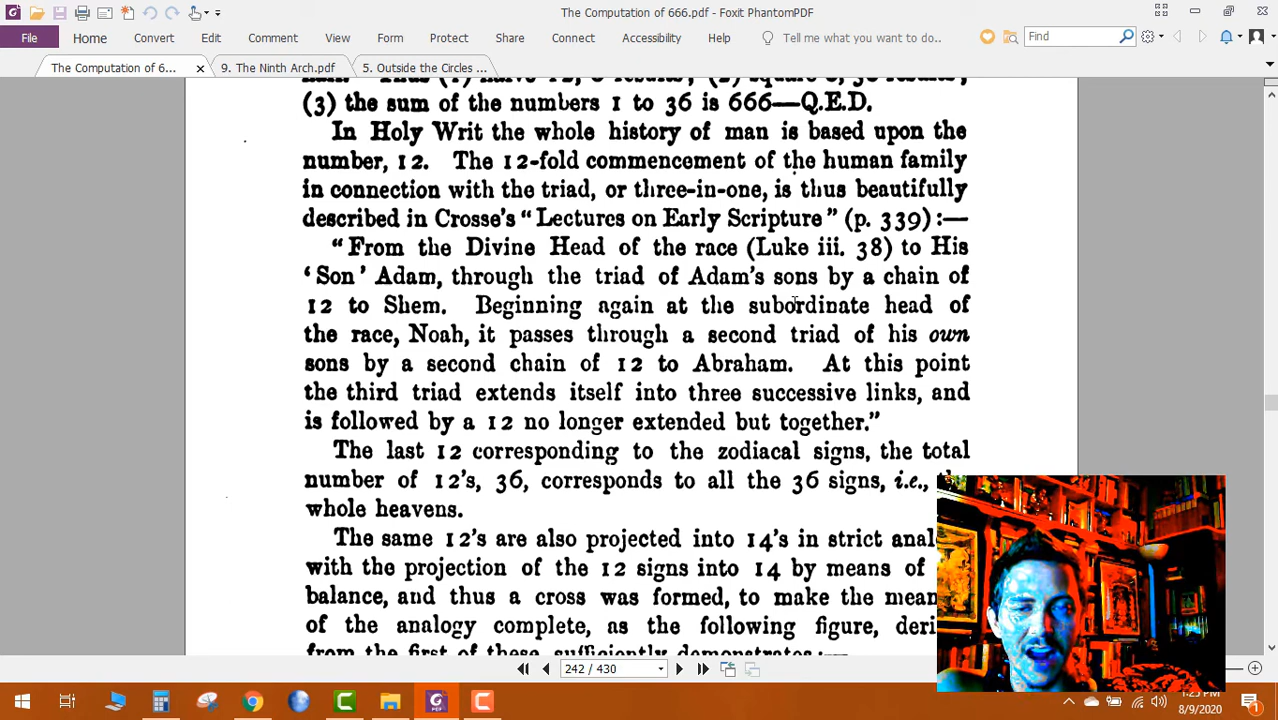 The Computation of 666.pdf - Foxit PhantomPDF
File Home Convert Edit Comment View Form Protect Share Connect Accessibility Help Tell me what you want to do.. Find
The Computation of 6... 9. The Ninth Arch.pdf 5. Outside the Circles ...
(3) the sum of the numbers 1 to 36 is 666—Q.E.D.
In Holy Writ the whole history of man is based upon the
number, 12. The 12-fold commencement of the human family
in connection with the triad, or three-in-one, is thus beautifully
described in Crosse's "Lectures on Early Scripture" (p. 339):—
"From the Divine Head of the race (Luke iii. 38) to His
'Son' Adam, through the triad of Adam's sons by a chain of
12 to Shem. Beginning again at the subordinate head of
the race, Noah, it passes through a second triad of his own
sons by a second chain of 12 to Abraham. At this point
the third triad extends itself into three successive links, and
is followed by a 12 no longer extended but together."
The last 12 corresponding to the zodiacal signs, the total
number of 12's, 36, corresponds to all the 36 signs, i.e.,
whole heavens.
The same 12's are also projected into 14's in strict anal
with the projection of the 12 signs into 14 by means of
balance, and thus a cross was formed, to make the mean
of the analogy complete, as the following figure, deri
from the first of these, sufficiently demonstrates:—
242 / 430
1:25 PM
8/9/2020